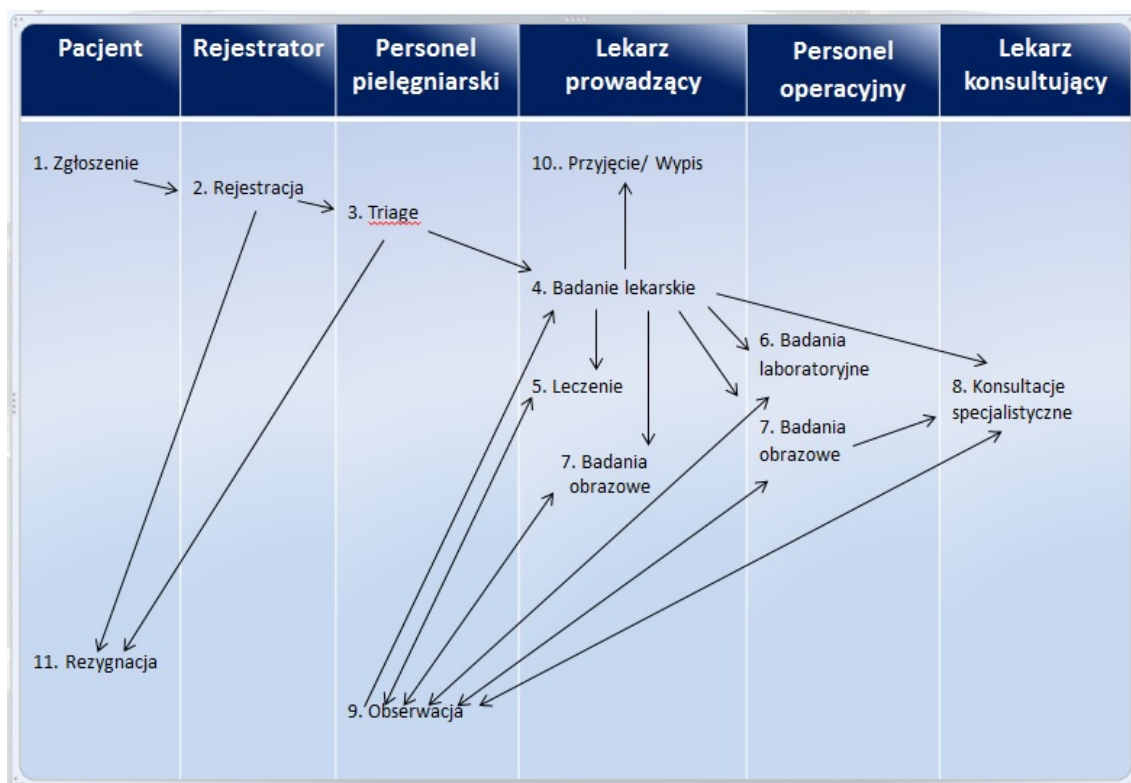 Pacjent
Rejestrator
Personel
pielęgniarski
Lekarz
prowadzący
Personel
operacyjny
Lekarz
konsultujący
1. Zgłoszenie
2. Rejestracja
3. Triage
10.. Przyjęcie/ Wypis
4. Badanie lekarskie
6. Badania
laboratoryjne
5. Leczenie
8. Konsultacje
specjalistyczne
7. Badania
obrazowe
7. Badania
obrazowe
11. Rezygnacja
9. Obserwacja